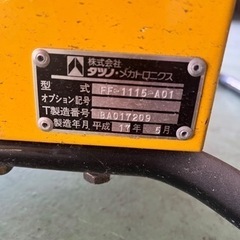 株式会社
タツノ・メカトロニクス
型式 FF-1115-A01
オプション記号
製造番号 BA017209
製造年月 平成 17年 5月